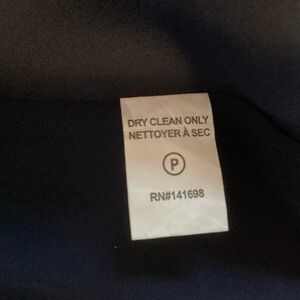 DRY CLEAN ONLY
NETTOYER À SEC
P
RN#141698